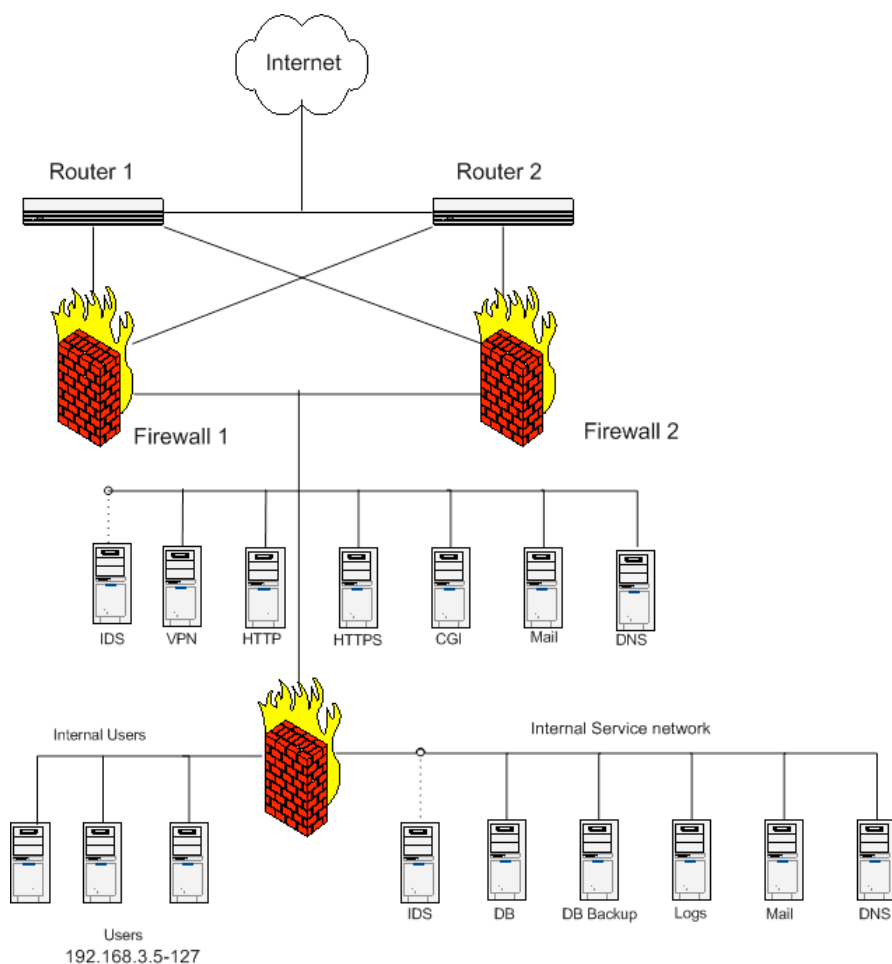 Internet
Router 1
Router 2
Firewall 1
Firewall 2
IDS
VPN
HTTP
HTTPS
CGI
Mail
DNS
Internal Users
Internal Service network
IDS
DB
DB Backup
Logs
Mail
DNS
Users
192.168.3.5-127